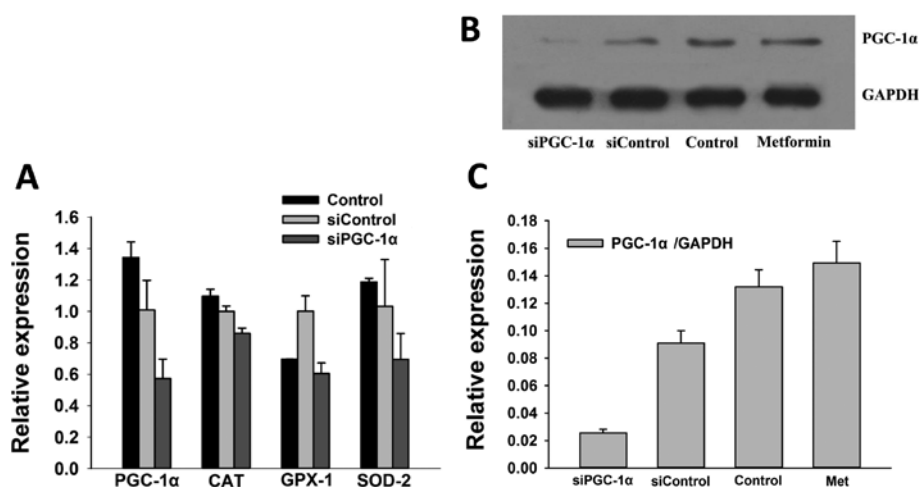 B
PGC-1α
GAPDH
siPGC-1α siControl Control Metformin
A
Control
siControl
siPGC-1α
Relative expression
1.6
1.4
1.2
1.0
0.8
0.6
0.4
0.2
0.0
PGC-1α CAT GPX-1 SOD-2
C
PGC-1α /GAPDH
Relative expression
0.18
0.16
0.14
0.12
0.10
0.08
0.06
0.04
0.02
0.00
siPGC-1α siControl Control Met